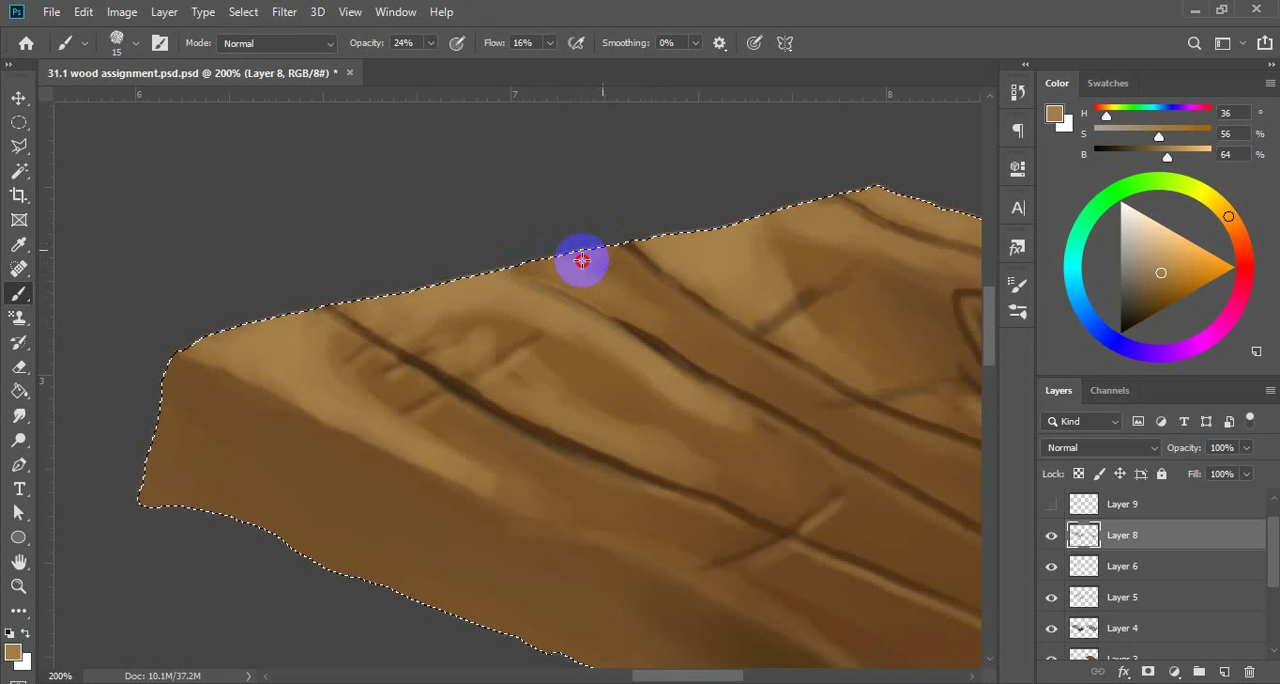 Ps File Edit Image Layer Type Select Filter 3D View Window Help
15 Mode: Normal Opacity: 24% Flow: 16% Smoothing: 0%
31.1 wood assignment.psd.psd @ 200% (Layer 8, RGB/8#) *
6 7 8
3
Color Swatches
H 36 °
S 56 %
B 64 %
Layers Channels
Kind
Normal Opacity: 100%
Lock: Fill: 100%
Layer 9
Layer 8
Layer 6
Layer 5
Layer 4
200% Doc: 10.1M/37.2M